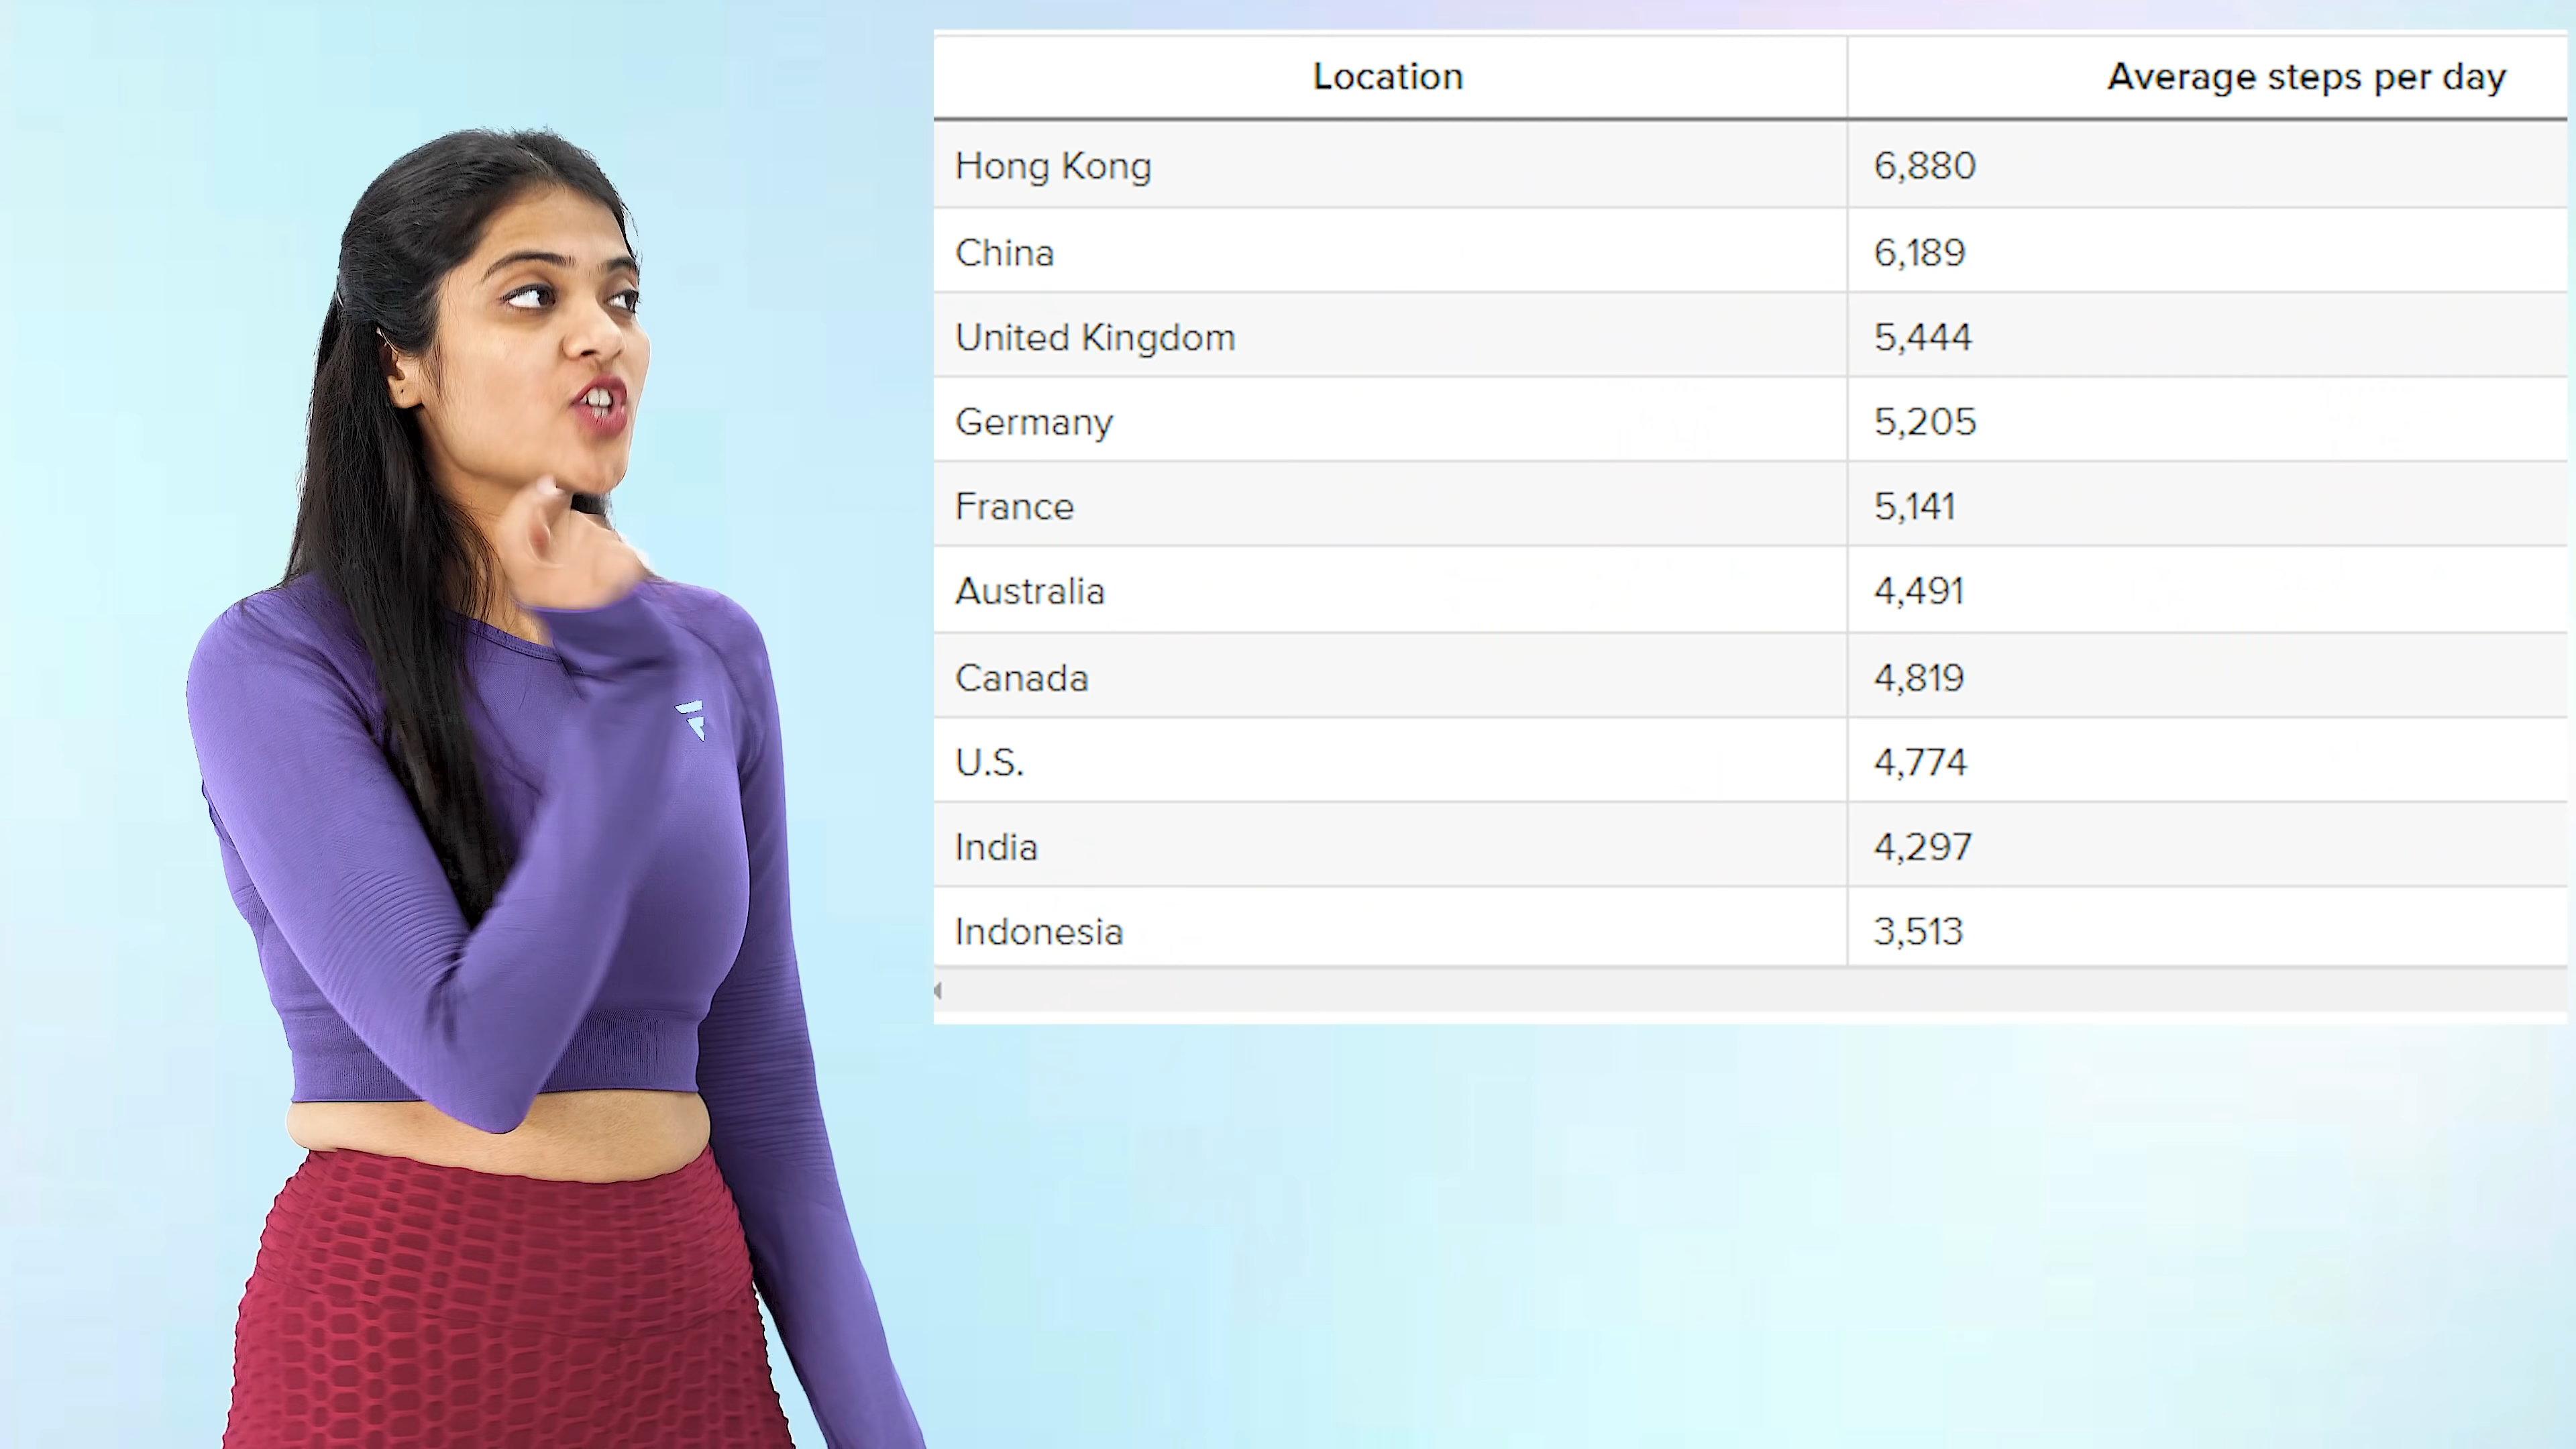 Location Average steps per day
Hong Kong 6,880
China 6,189
United Kingdom 5,444
Germany 5,205
France 5,141
Australia 4,491
Canada 4,819
U.S. 4,774
India 4,297
Indonesia 3,513